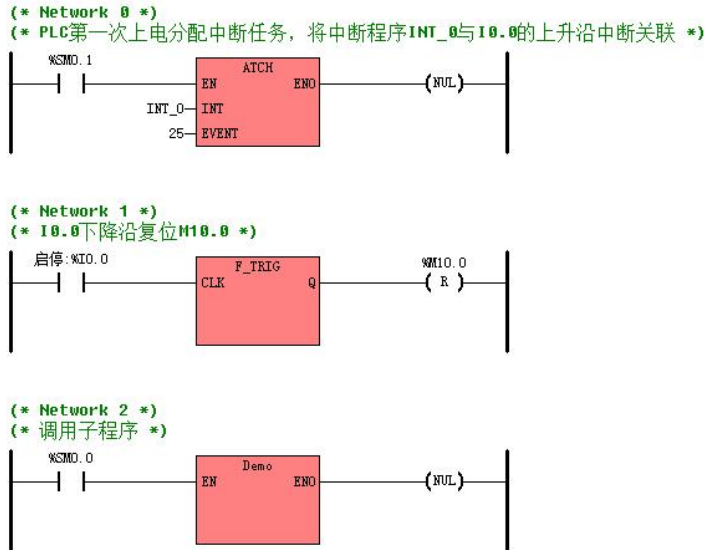 (* Network 0 *)
(* PLC第一次上电分配中断任务，将中断程序INT_0与I0.0的上升沿中断关联 *)
%SM0.1
ATCH
EN ENO
(NUL)
INT_0 INT
25 EVENT
(* Network 1 *)
(* I0.0下降沿复位M10.0 *)
启停:%I0.0
F_TRIG
%M10.0
CLK Q
( R )
(* Network 2 *)
(* 调用子程序 *)
%SM0.0
Demo
EN ENO
(NUL)